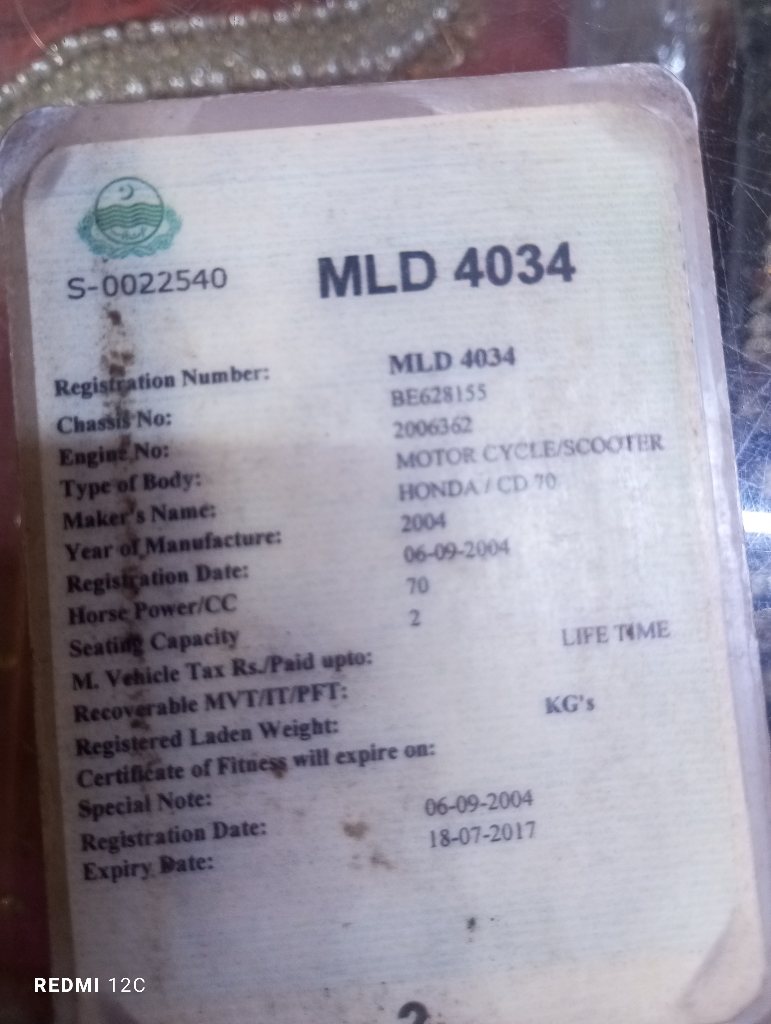 S-0022540
MLD 4034
Registration Number: MLD 4034
Chassis No: BE628155
Engine No: 2006362
Type of Body: MOTOR CYCLE/SCOOTER
Maker's Name: HONDA / CD 70
Year of Manufacture: 2004
Registration Date: 06-09-2004
Horse Power/CC 70
Seating Capacity 2
M. Vehicle Tax Rs./Paid upto: LIFE TIME
Recoverable MVT/IT/PFT:
Registered Laden Weight: KG's
Certificate of Fitness will expire on:
Special Note:
Registration Date: 06-09-2004
Expiry Date: 18-07-2017
2
REDMI 12C